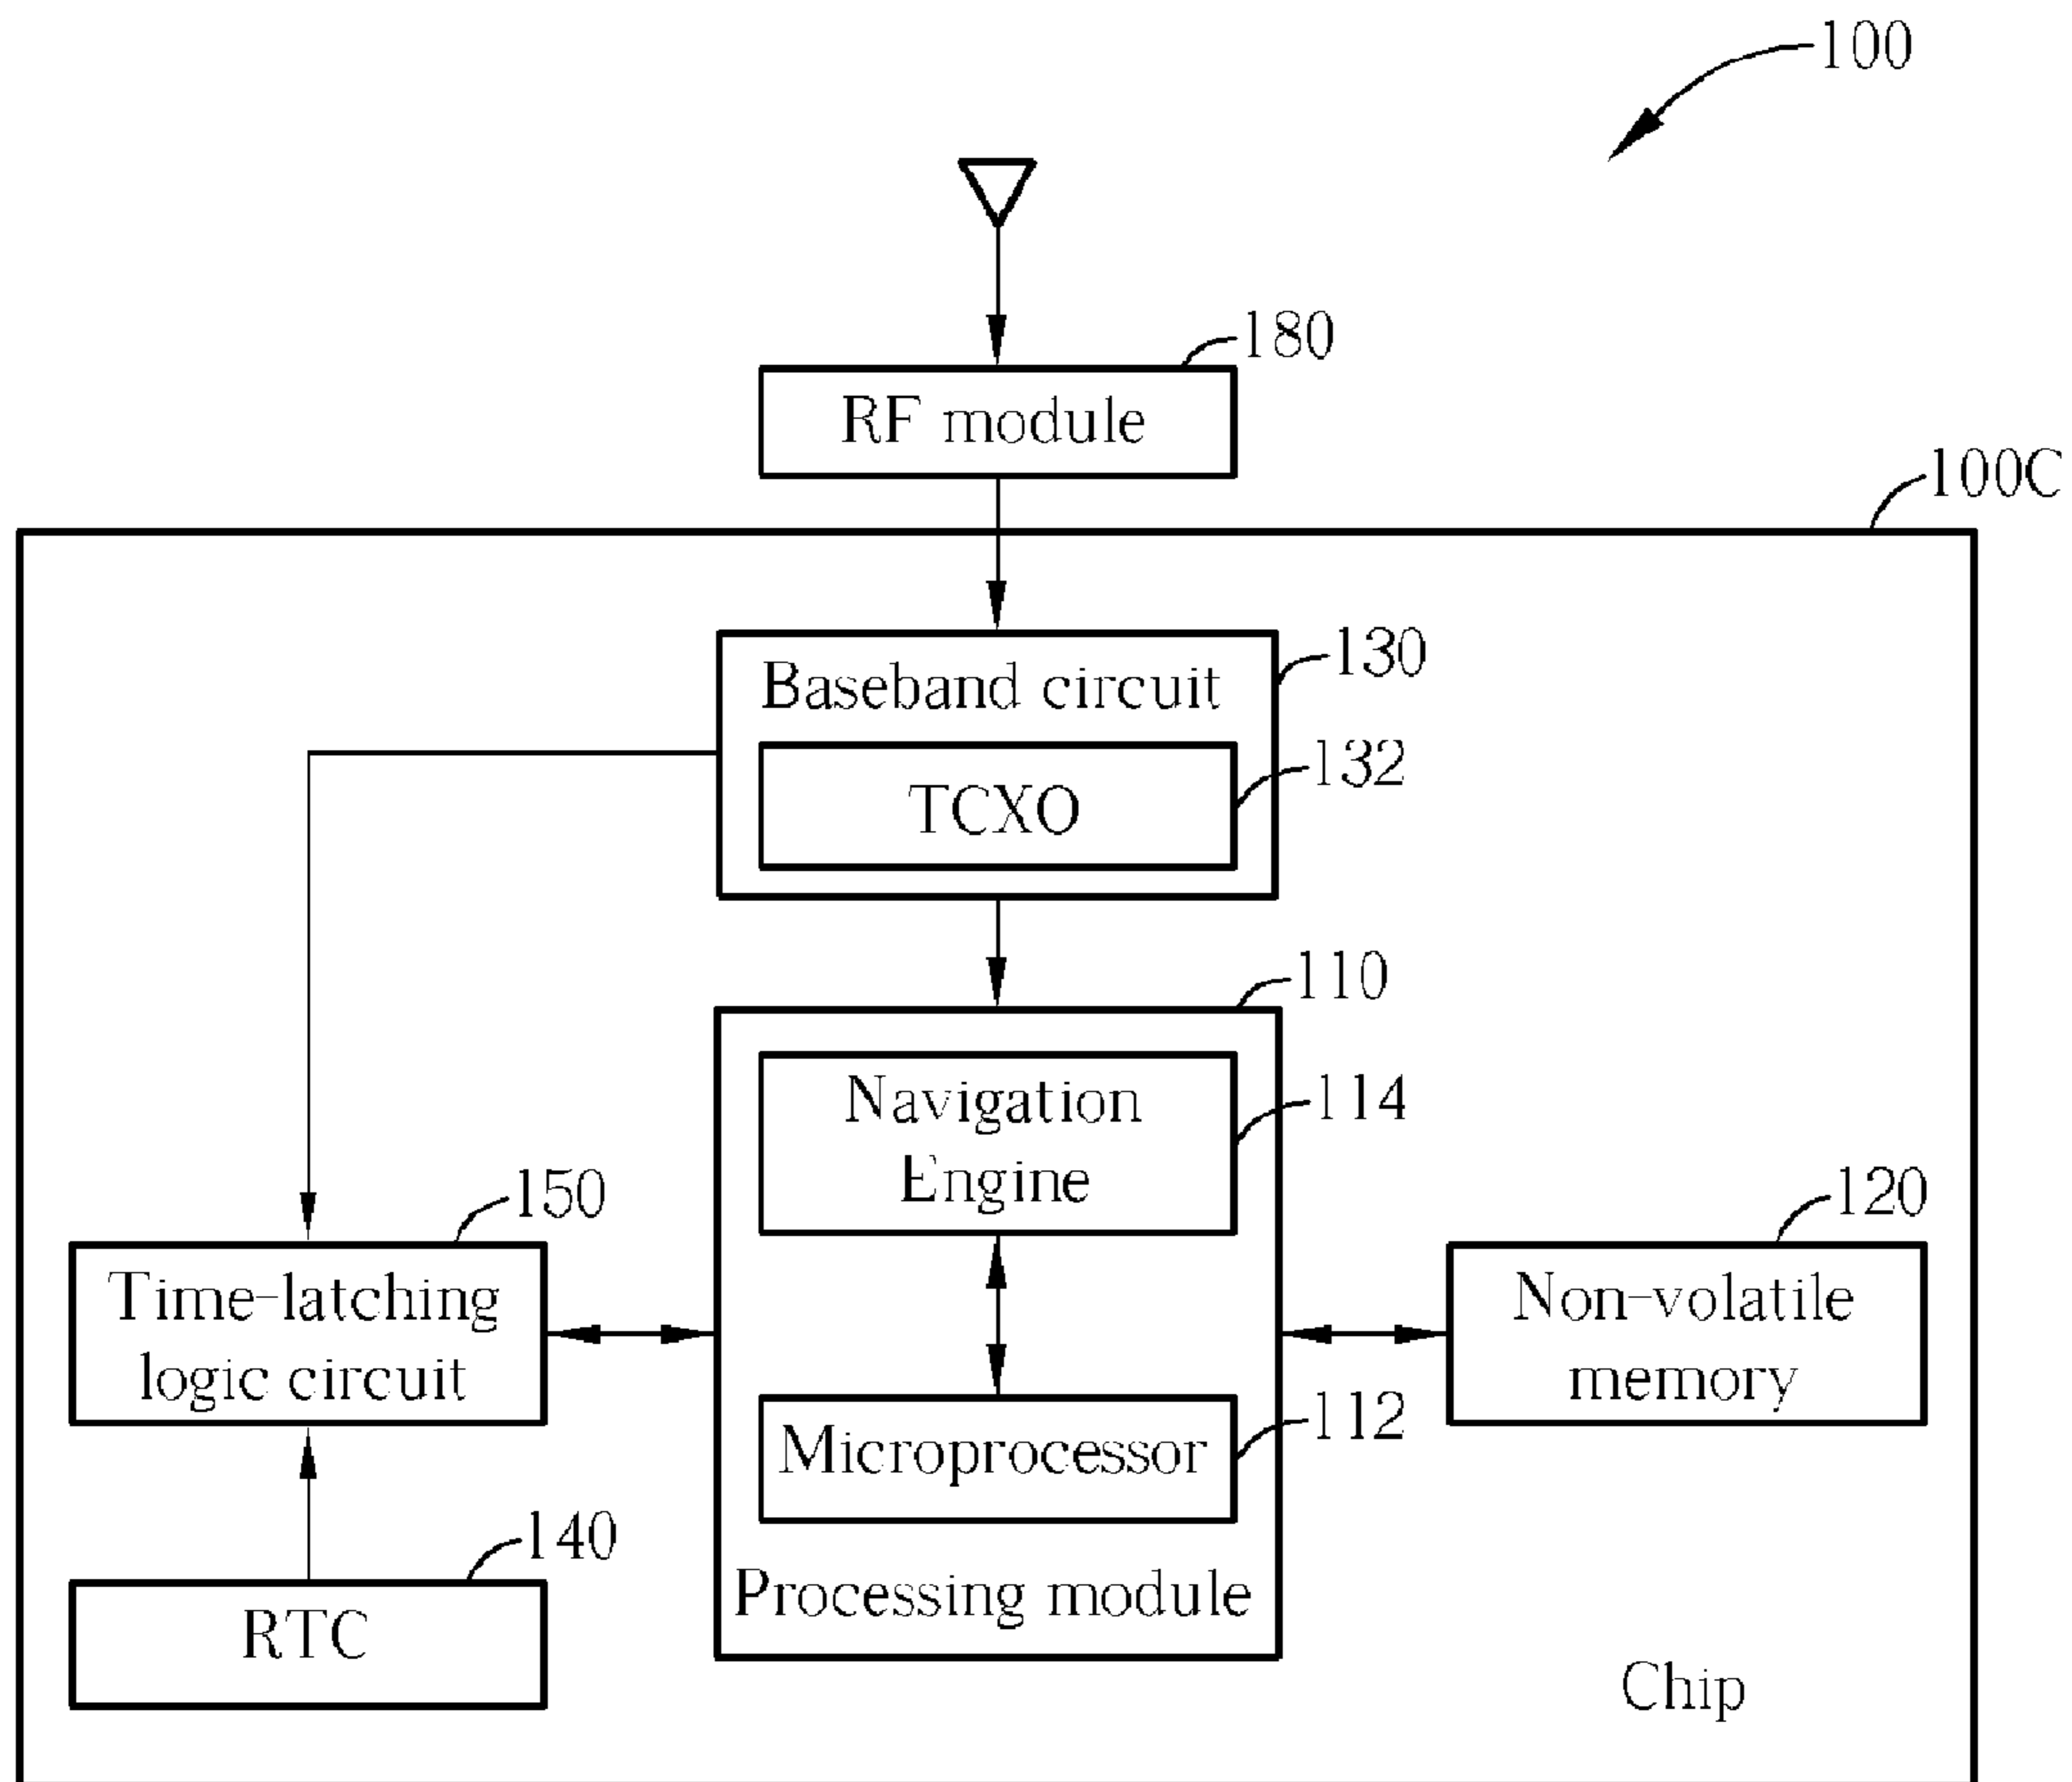 100
180
RF module
100C
Baseband circuit
130
TCXO
132
110
Navigation
Engine
114
150
Time-latching
logic circuit
120
Non-volatile
memory
Microprocessor
112
140
RTC
Processing module
Chip